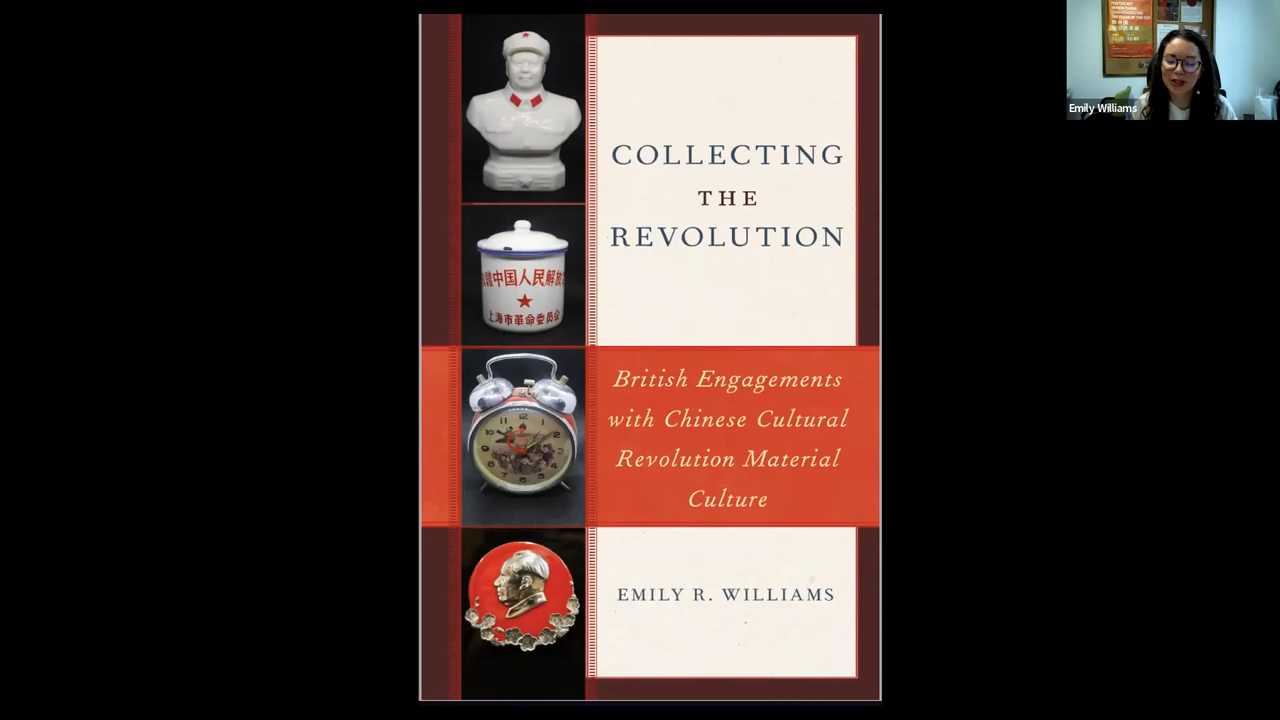 COLLECTING
THE
REVOLUTION
中国人民解放
上海市革命委员会
British Engagements
with Chinese Cultural
Revolution Material
Culture
EMILY R. WILLIAMS
Emily Williams